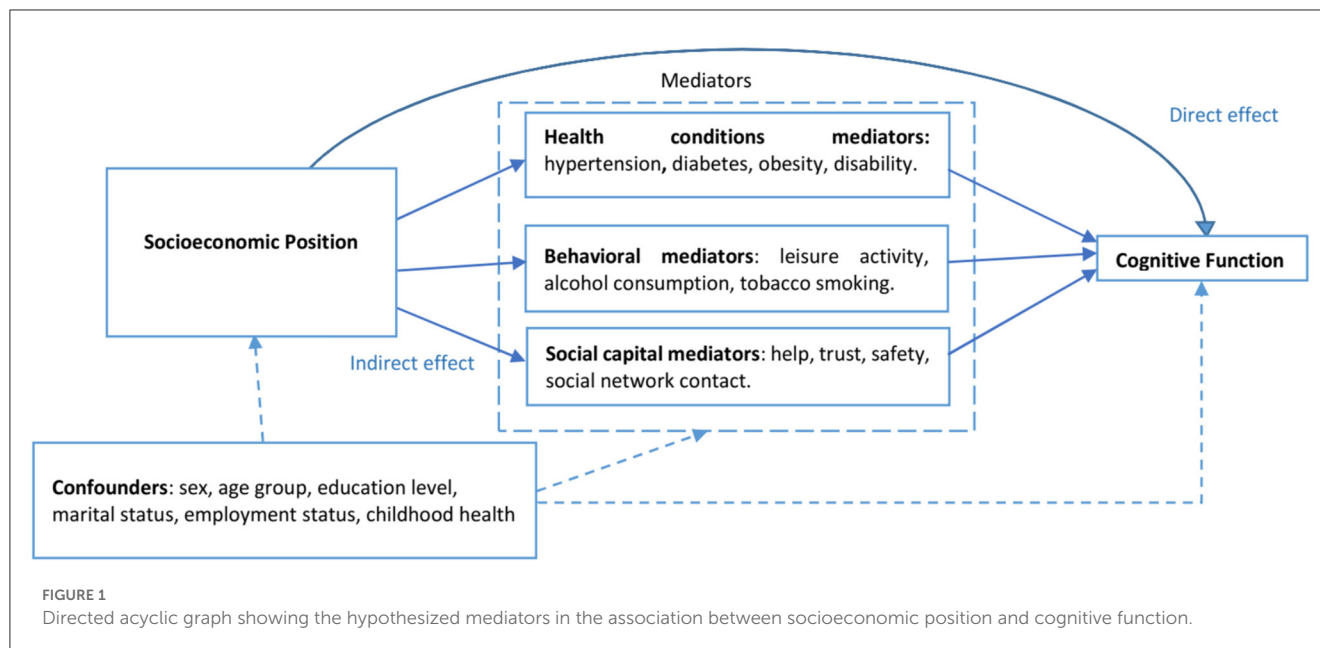 Mediators
Direct effect
Health conditions mediators:
hypertension, diabetes, obesity, disability.
Socioeconomic Position
Behavioral mediators: leisure activity,
alcohol consumption, tobacco smoking.
Cognitive Function
Indirect effect
Social capital mediators: help, trust, safety,
social network contact.
Confounders: sex, age group, education level,
marital status, employment status, childhood health
FIGURE 1
Directed acyclic graph showing the hypothesized mediators in the association between socioeconomic position and cognitive function.